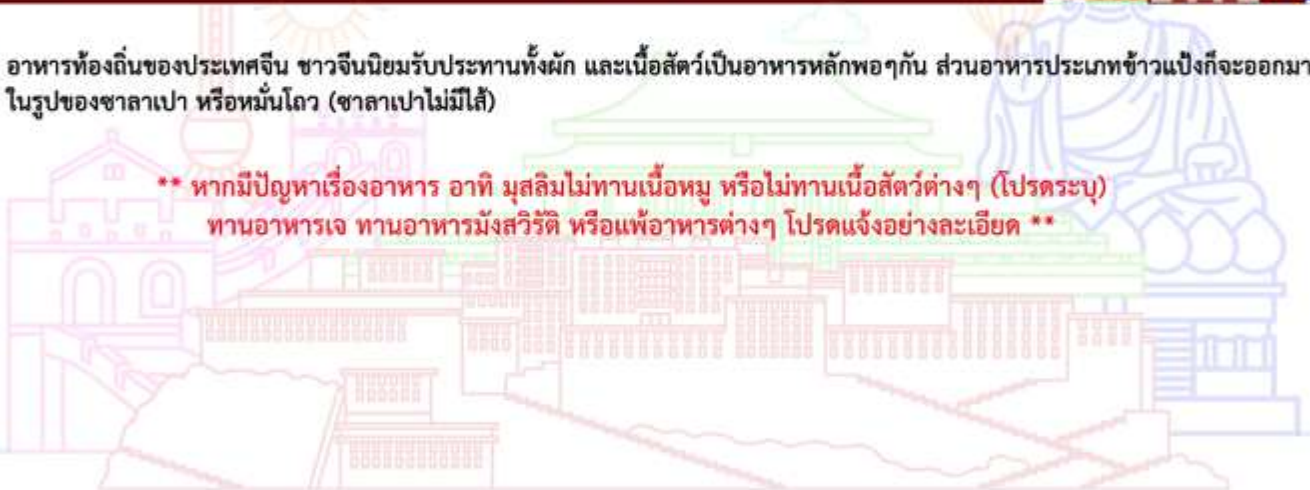 อาหารท้องถิ่นของประเทศจีน ชาวจีนนิยมรับประทานทั้งผัก และเนื้อสัตว์เป็นอาหารหลักพอๆกัน ส่วนอาหารประเภทข้าวแป้งก็จะออกมา
ในรูปของซาลาเปา หรือหมั่นโถว (ซาลาเปาไม่มีไส้)
** หากมีปัญหาเรื่องอาหาร อาทิ มุสลิมไม่ทานเนื้อหมู หรือไม่ทานเนื้อสัตว์ต่างๆ (โปรดระบุ)
ทานอาหารเจ ทานอาหารมังสวิรัติ หรือแพ้อาหารต่างๆ โปรดแจ้งอย่างละเอียด **